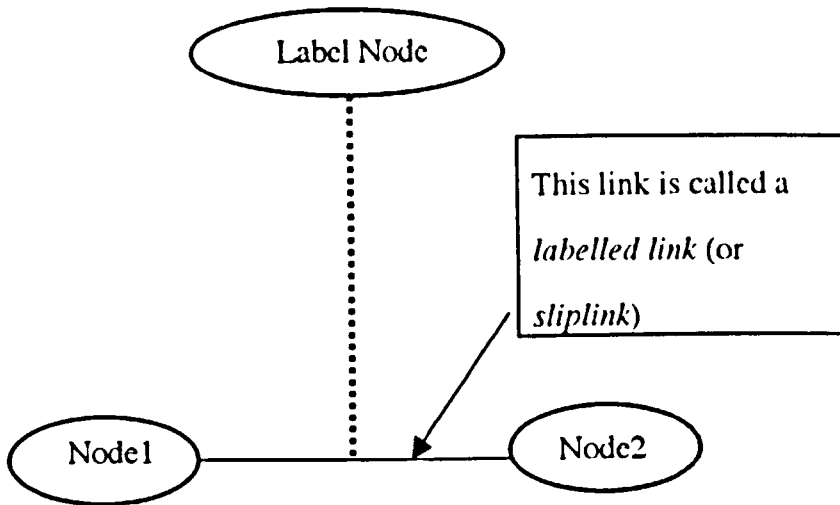 Label Node
This link is called a
labelled link (or
sliplink)
Node1
Node2